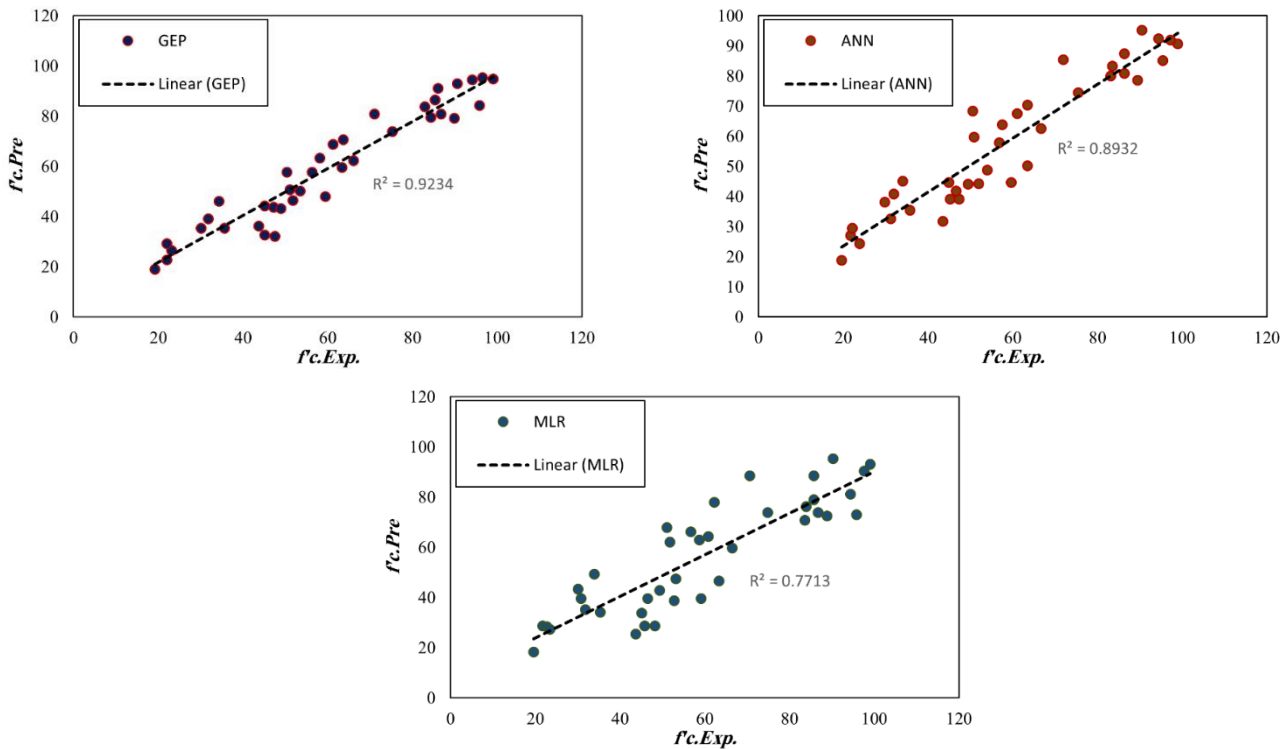 120
100
80
60
40
20
0
f'c.Pre
GEP
Linear (GEP)
R² = 0.9234
0 20 40 60 80 100 120
f'c.Exp.
100
90
80
70
60
50
40
30
20
10
0
f'c.Pre
ANN
Linear (ANN)
R² = 0.8932
0 20 40 60 80 100 120
f'c.Exp.
120
100
80
60
40
20
0
f'c.Pre
MLR
Linear (MLR)
R² = 0.7713
0 20 40 60 80 100 120
f'c.Exp.